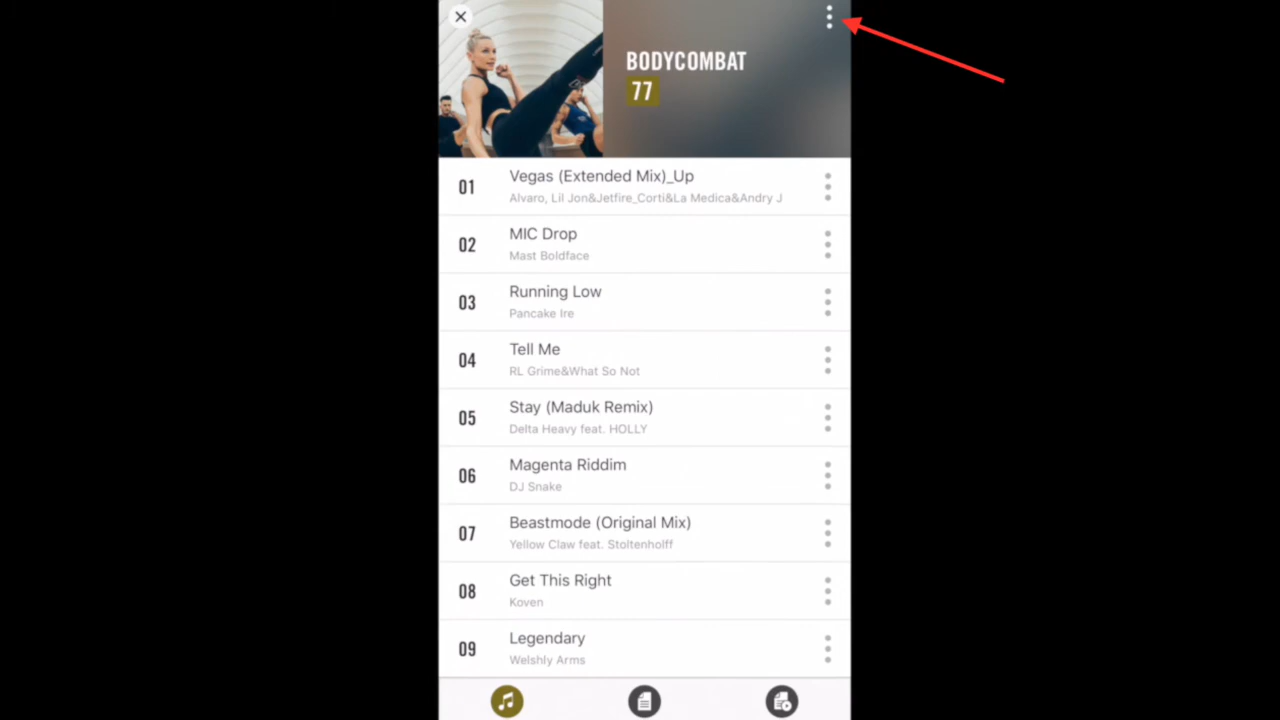 BODYCOMBAT
77
01
Vegas (Extended Mix)_Up
Alvaro, Lil Jon&Jetfire_Corti&La Medica&Andry J
02
MIC Drop
Mast Boldface
03
Running Low
Pancake Ire
04
Tell Me
RL Grime&What So Not
05
Stay (Maduk Remix)
Delta Heavy feat. HOLLY
06
Magenta Riddim
DJ Snake
07
Beastmode (Original Mix)
Yellow Claw feat. Stoltenholff
08
Get This Right
Koven
09
Legendary
Welshly Arms